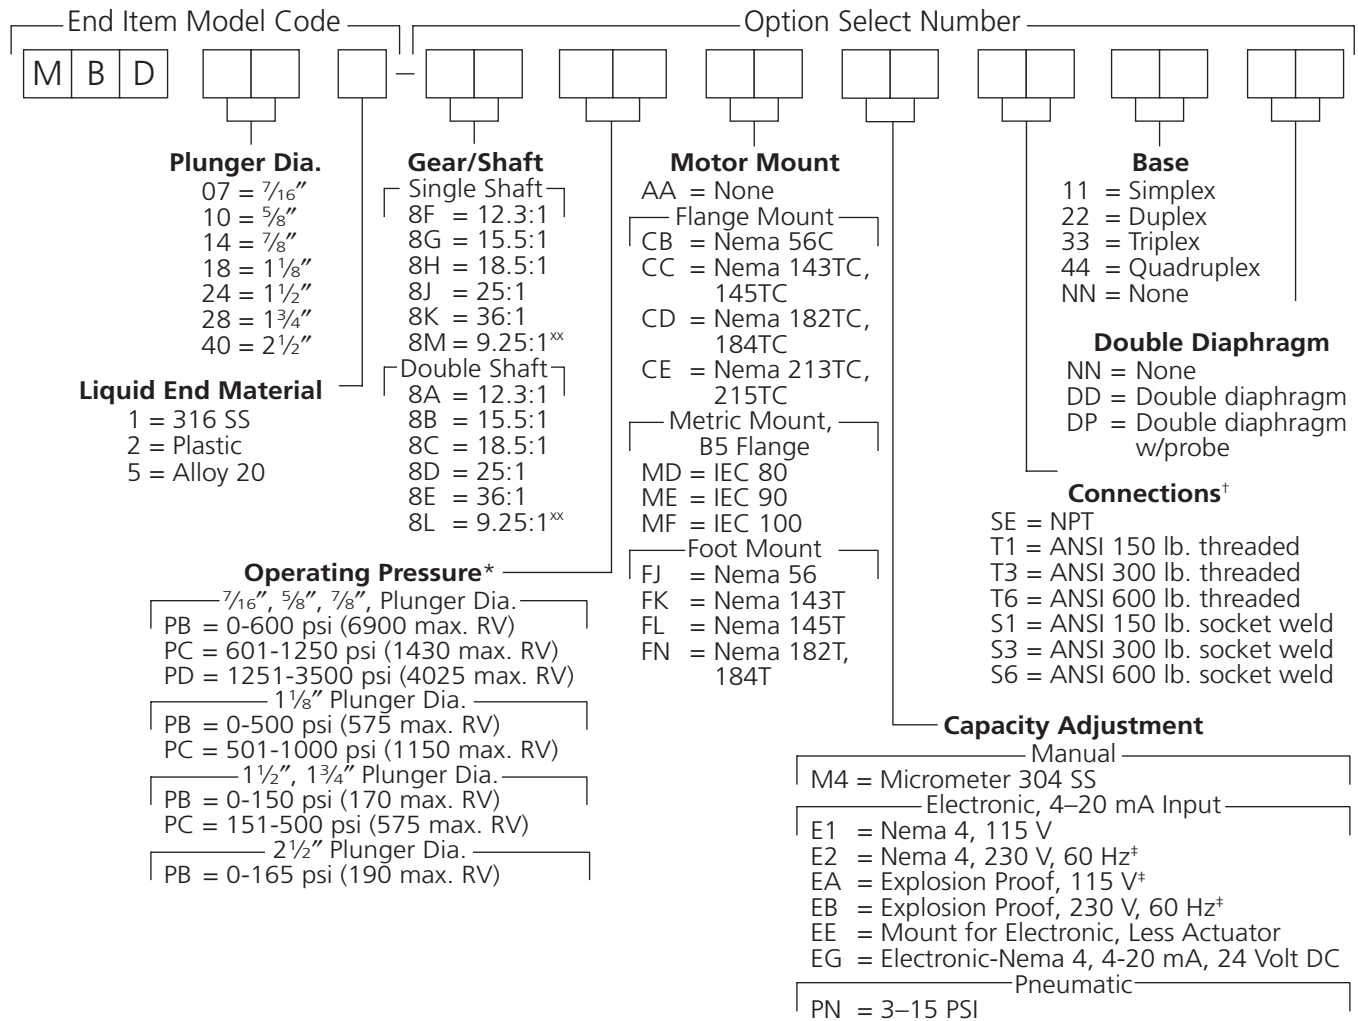 End Item Model Code
Option Select Number
M B D –
Plunger Dia.
07 = 7/16″
10 = 5/8″
14 = 7/8″
18 = 1 1/8″
24 = 1 1/2″
28 = 1 3/4″
40 = 2 1/2″
Liquid End Material
1 = 316 SS
2 = Plastic
5 = Alloy 20
Gear/Shaft
Single Shaft
8F = 12.3:1
8G = 15.5:1
8H = 18.5:1
8J = 25:1
8K = 36:1
8M = 9.25:1xx
Double Shaft
8A = 12.3:1
8B = 15.5:1
8C = 18.5:1
8D = 25:1
8E = 36:1
8L = 9.25:1xx
Operating Pressure*
7/16″, 5/8″, 7/8″, Plunger Dia.
PB = 0-600 psi (6900 max. RV)
PC = 601-1250 psi (1430 max. RV)
PD = 1251-3500 psi (4025 max. RV)
1 1/8″ Plunger Dia.
PB = 0-500 psi (575 max. RV)
PC = 501-1000 psi (1150 max. RV)
1 1/2″, 1 3/4″ Plunger Dia.
PB = 0-150 psi (170 max. RV)
PC = 151-500 psi (575 max. RV)
2 1/2″ Plunger Dia.
PB = 0-165 psi (190 max. RV)
Motor Mount
AA = None
Flange Mount
CB = Nema 56C
CC = Nema 143TC,
145TC
CD = Nema 182TC,
184TC
CE = Nema 213TC,
215TC
Metric Mount,
B5 Flange
MD = IEC 80
ME = IEC 90
MF = IEC 100
Foot Mount
FJ = Nema 56
FK = Nema 143T
FL = Nema 145T
FN = Nema 182T,
184T
Base
11 = Simplex
22 = Duplex
33 = Triplex
44 = Quadruplex
NN = None
Double Diaphragm
NN = None
DD = Double diaphragm
DP = Double diaphragm
w/probe
Connections†
SE = NPT
T1 = ANSI 150 lb. threaded
T3 = ANSI 300 lb. threaded
T6 = ANSI 600 lb. threaded
S1 = ANSI 150 lb. socket weld
S3 = ANSI 300 lb. socket weld
S6 = ANSI 600 lb. socket weld
Capacity Adjustment
Manual
M4 = Micrometer 304 SS
Electronic, 4–20 mA Input
E1 = Nema 4, 115 V
E2 = Nema 4, 230 V, 60 Hz‡
EA = Explosion Proof, 115 V‡
EB = Explosion Proof, 230 V, 60 Hz‡
EE = Mount for Electronic, Less Actuator
EG = Electronic-Nema 4, 4-20 mA, 24 Volt DC
Pneumatic
PN = 3–15 PSI